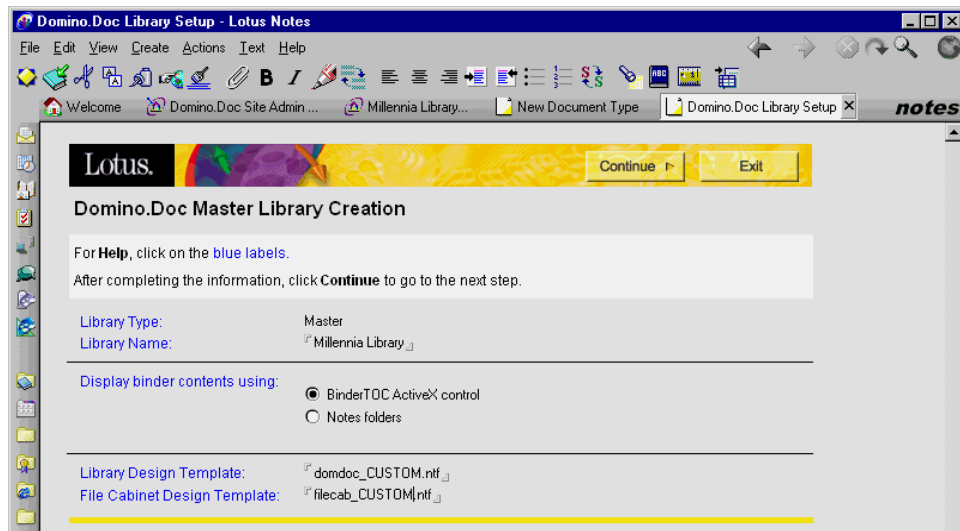 Domino.Doc Library Setup - Lotus Notes
File Edit View Create Actions Text Help
Welcome Domino.Doc Site Admin ... Millennia Library... New Document Type Domino.Doc Library Setup notes
Lotus. Continue Exit
Domino.Doc Master Library Creation
For Help, click on the blue labels.
After completing the information, click Continue to go to the next step.
Library Type: Master
Library Name: Millennia Library
Display binder contents using:
BinderTOC ActiveX control
Notes folders
Library Design Template: domdoc_CUSTOM.ntf
File Cabinet Design Template: filecab_CUSTOM.ntf